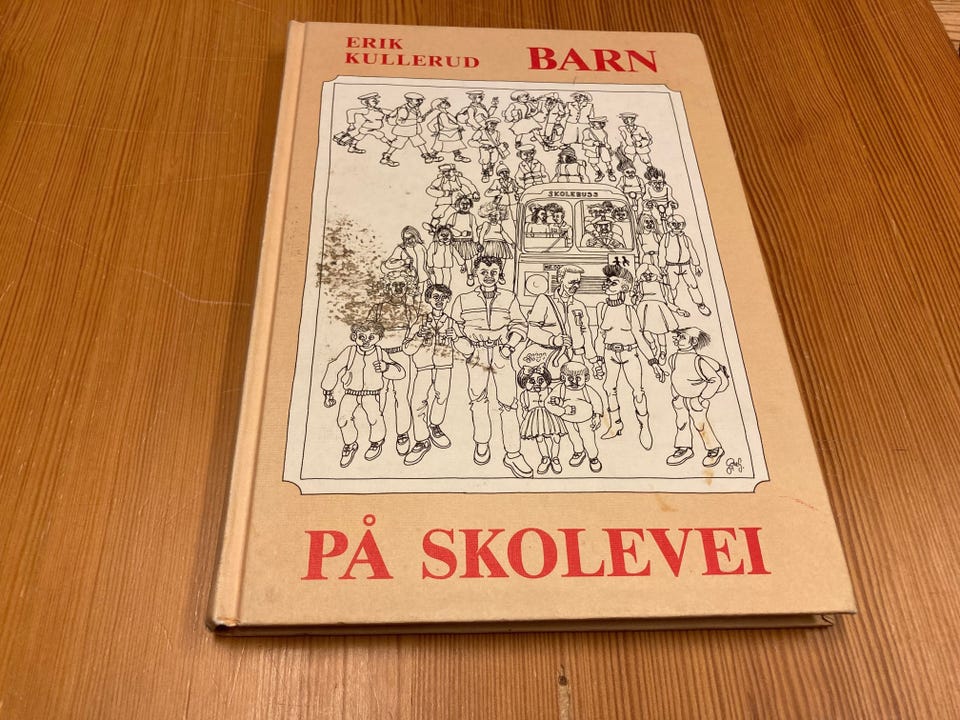 ERIK
KULLERUD
BARN
SKOLEBUSS
PÅ SKOLEVEI